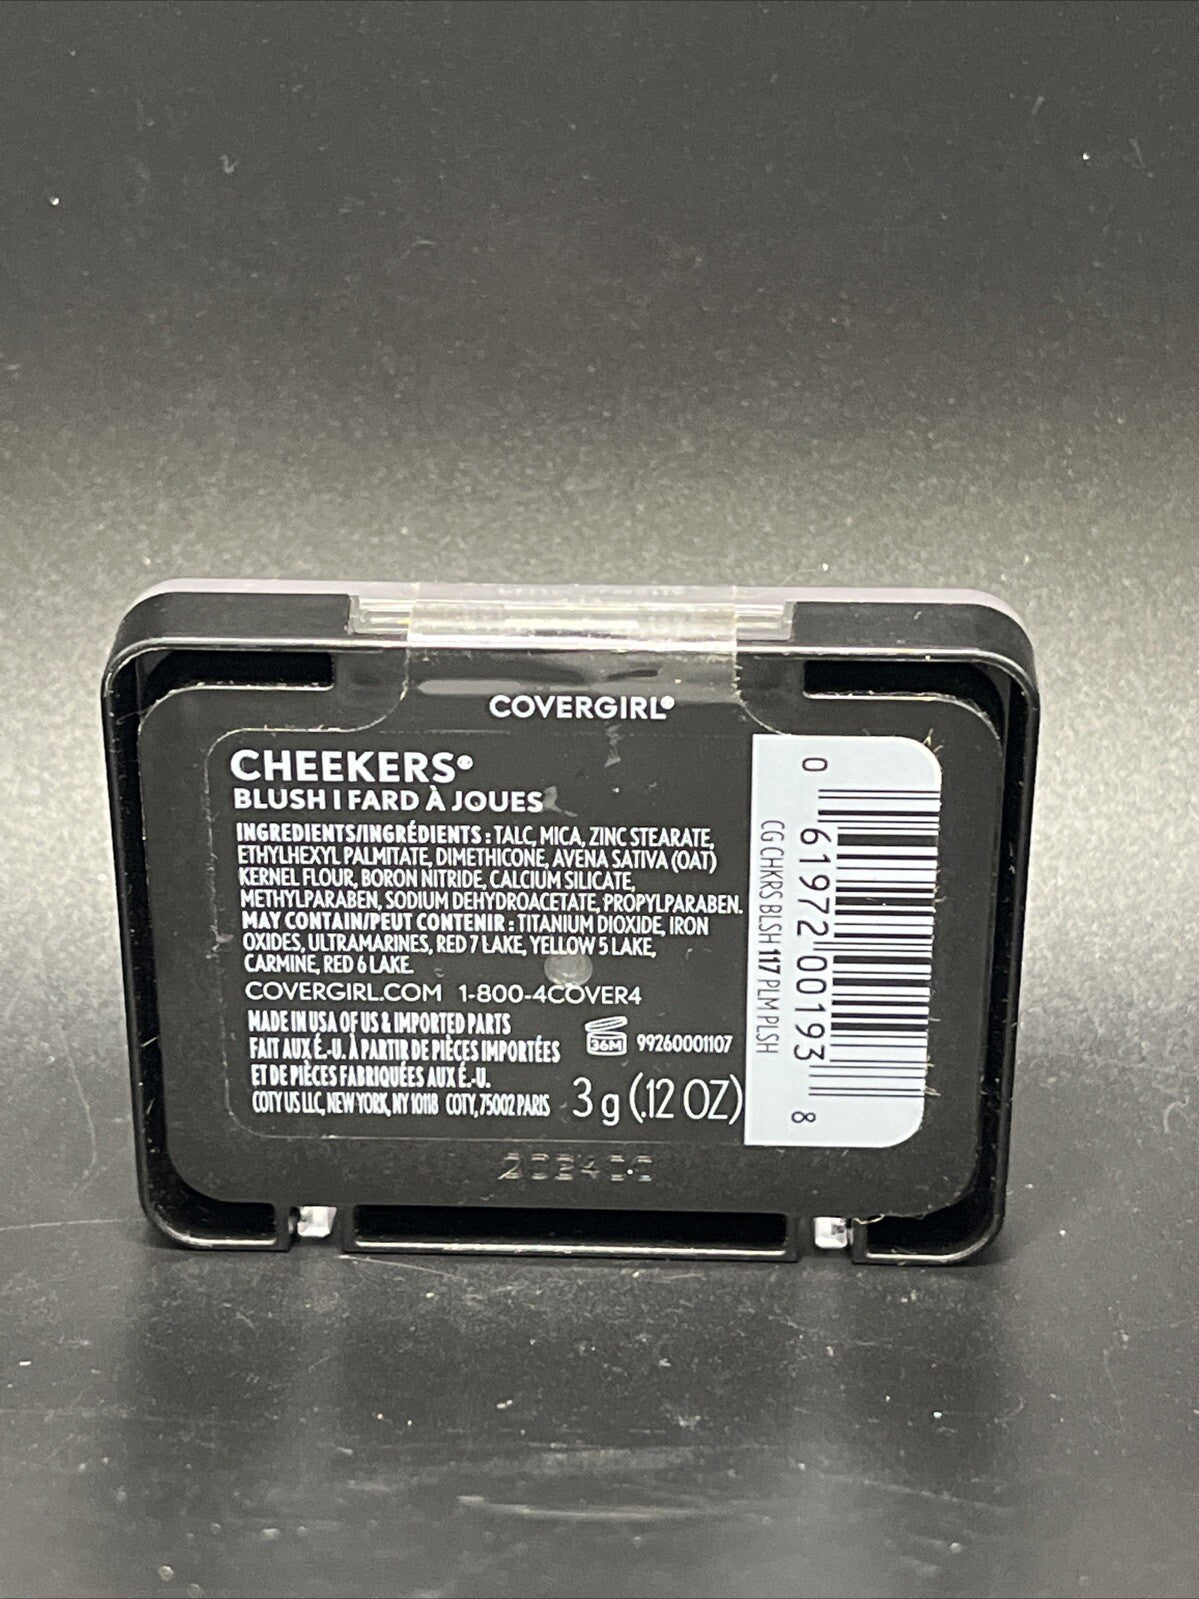 COVERGIRL®
CHEEKERS®
BLUSH I FARD À JOUES
INGREDIENTS/INGRÉDIENTS : TALC, MICA, ZINC STEARATE,
ETHYLHEXYL PALMITATE, DIMETHICONE, AVENA SATIVA (OAT)
KERNEL FLOUR, BORON NITRIDE, CALCIUM SILICATE,
METHYLPARABEN, SODIUM DEHYDROACETATE, PROPYLPARABEN.
MAY CONTAIN/PEUT CONTENIR : TITANIUM DIOXIDE, IRON
OXIDES, ULTRAMARINES, RED 7 LAKE, YELLOW 5 LAKE,
CARMINE, RED 6 LAKE.
COVERGIRL.COM 1-800-4COVER4
MADE IN USA OF US & IMPORTED PARTS
FAIT AUX É.-U. À PARTIR DE PIÈCES IMPORTÉES
ET DE PIÈCES FABRIQUÉES AUX É.-U.
COTY US LLC, NEW YORK, NY 10118 COTY, 75002 PARIS
36M 99260001107
3 g (.12 OZ)
CG CHKRS BLSH 117 PLM PLSH
0 61972 00193 8